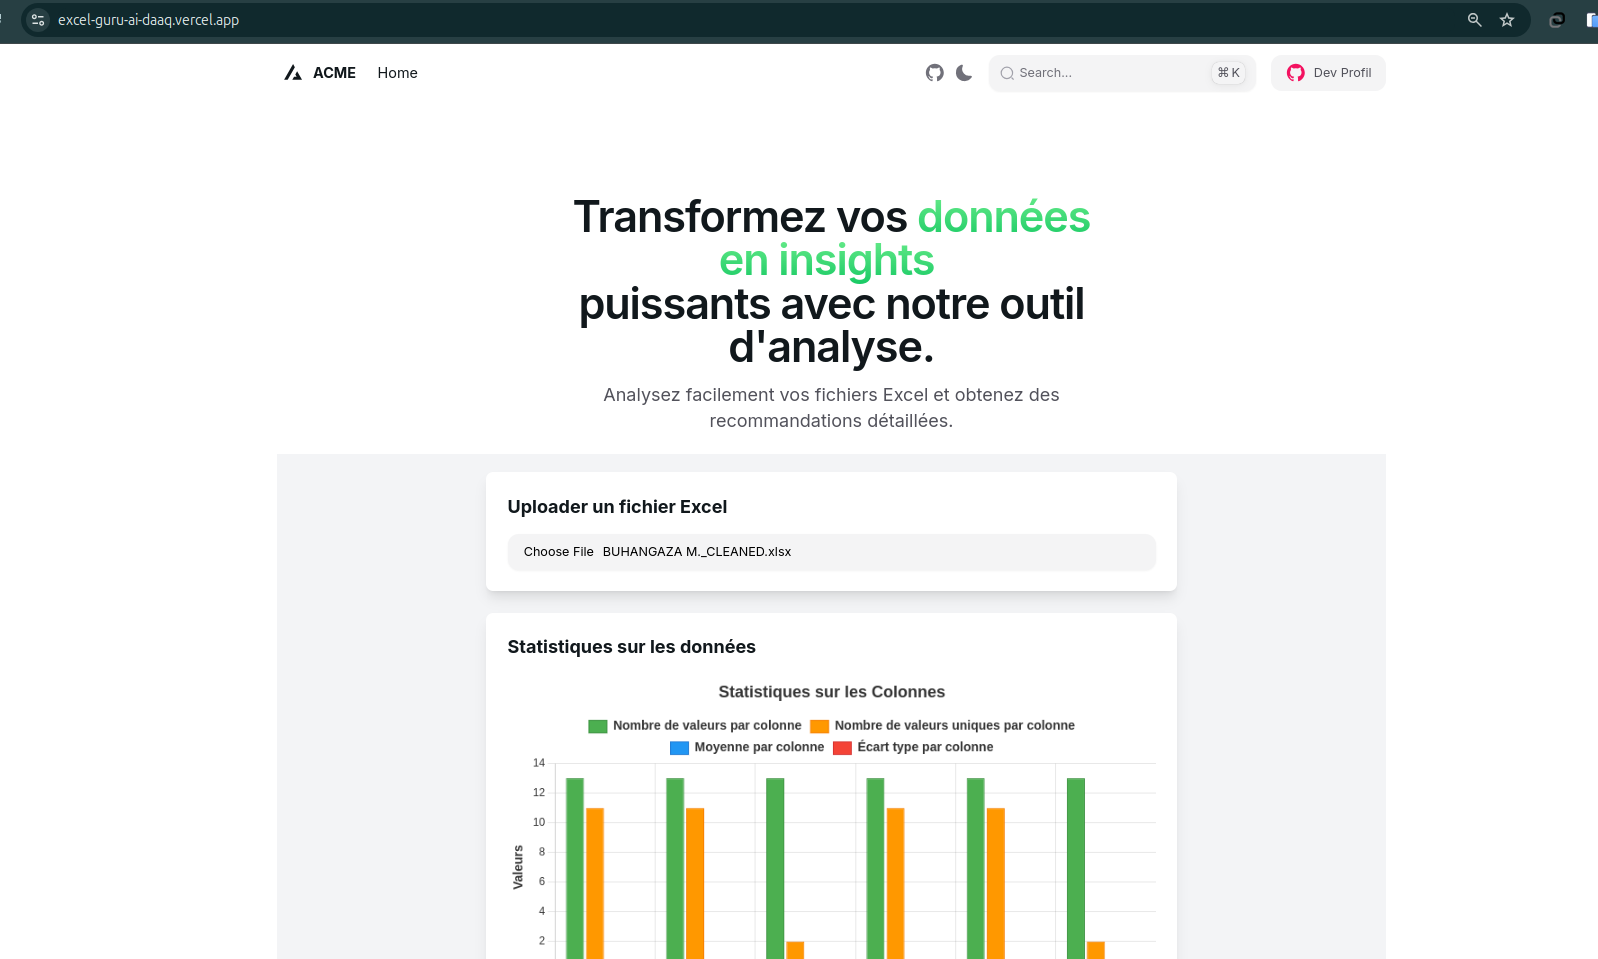 excel-guru-ai-daaq.vercel.app
ACME Home Search... ⌘ K Dev Profil
Transformez vos données
en insights
puissants avec notre outil
d'analyse.
Analysez facilement vos fichiers Excel et obtenez des
recommandations détaillées.
Uploader un fichier Excel
Choose File BUHANGAZA M._CLEANED.xlsx
Statistiques sur les données
Statistiques sur les Colonnes
Nombre de valeurs par colonne Nombre de valeurs uniques par colonne
Moyenne par colonne Écart type par colonne
Valeurs
14
12
10
8
6
4
2